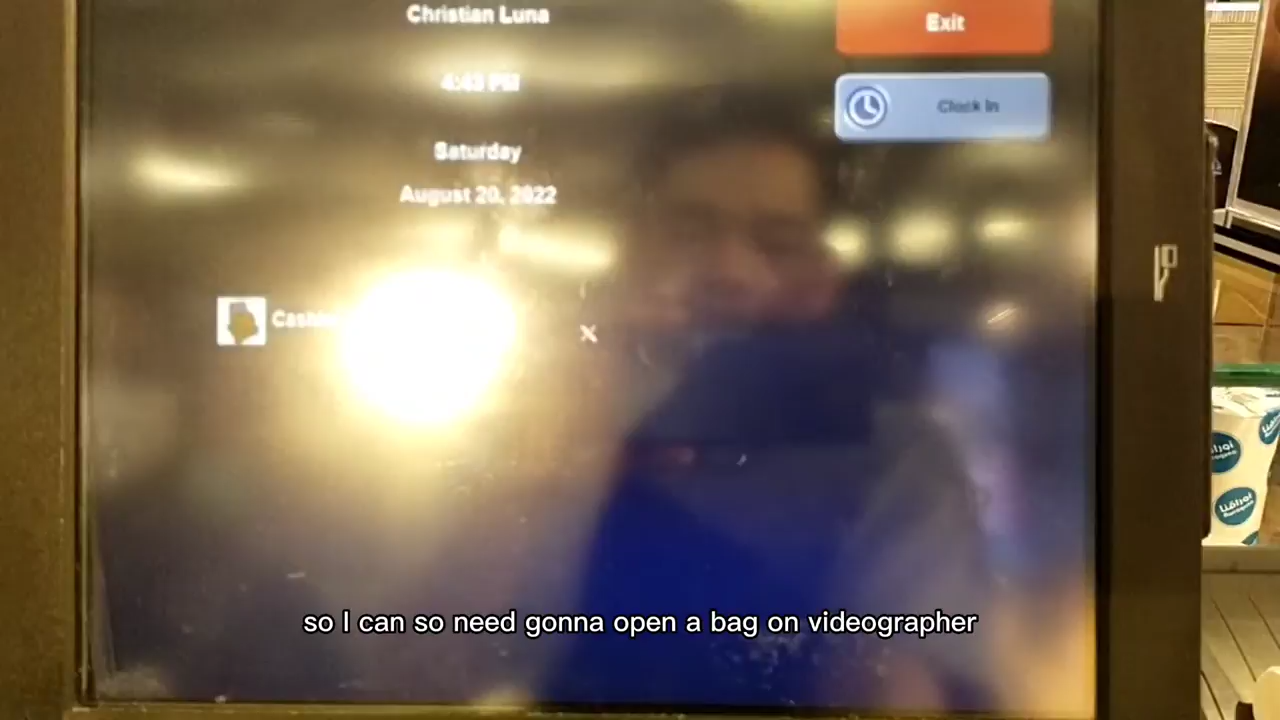 Christian Luna
Exit
4:43 PM
Clock In
Saturday
August 20, 2022
so I can so need gonna open a bag on videographer